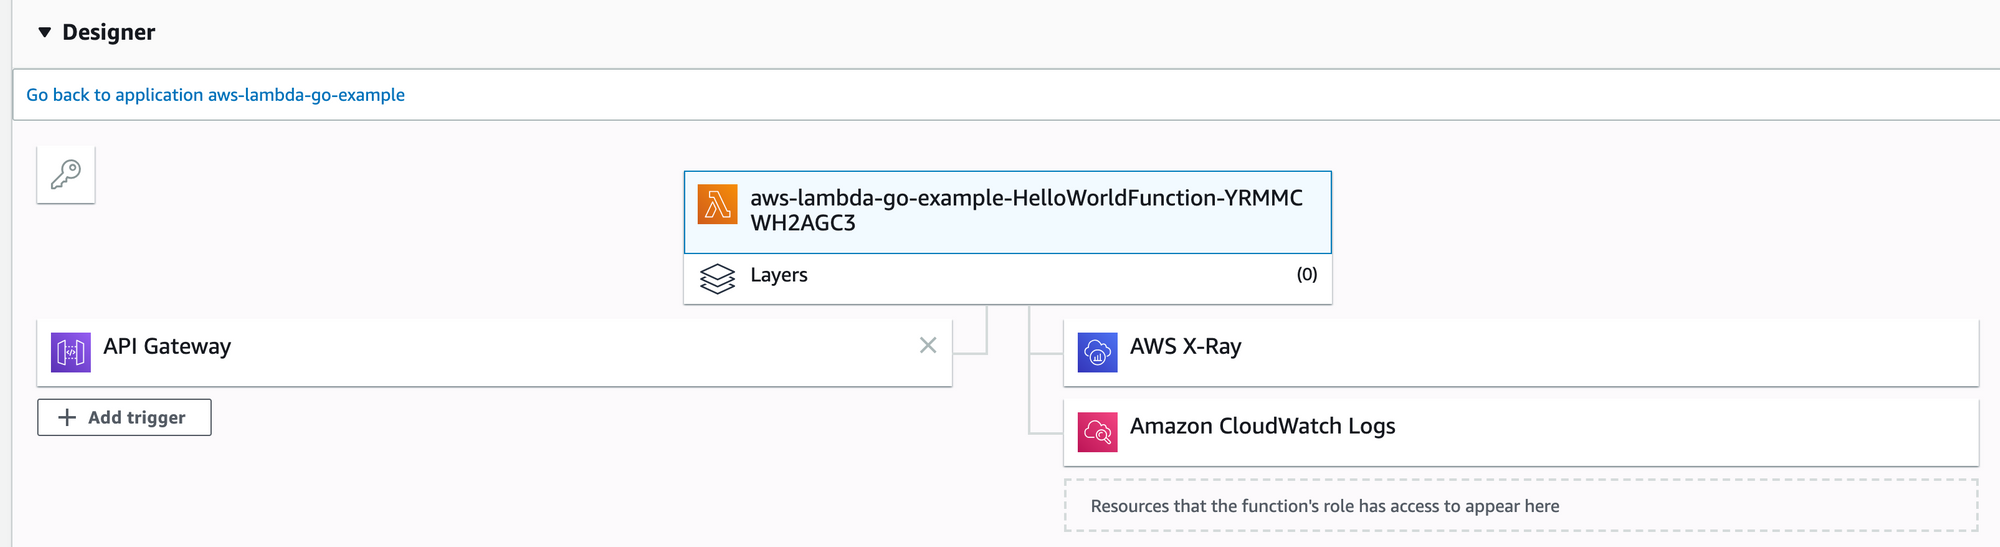 Designer
Go back to application aws-lambda-go-example
aws-lambda-go-example-HelloWorldFunction-YRMMC
WH2AGC3
Layers (0)
API Gateway
Add trigger
AWS X-Ray
Amazon CloudWatch Logs
Resources that the function's role has access to appear here